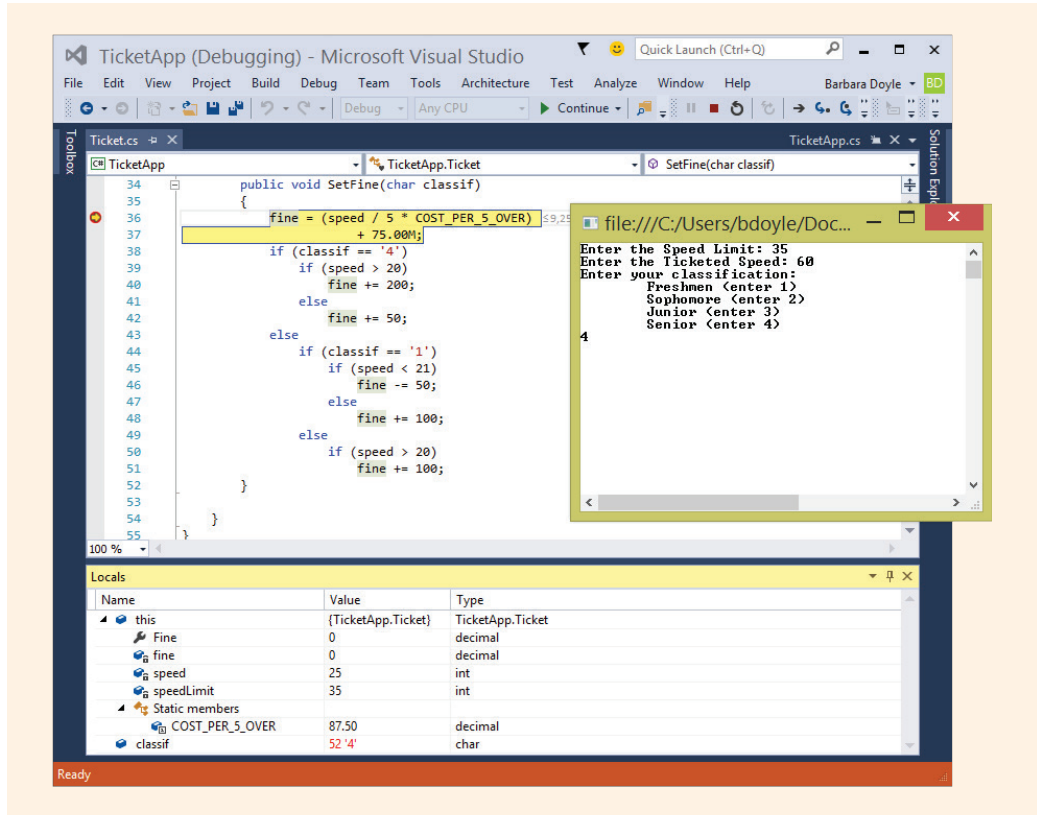 TicketApp (Debugging) - Microsoft Visual Studio
Quick Launch (Ctrl+Q)
File Edit View Project Build Debug Team Tools Architecture Test Analyze Window Help Barbara Doyle BD
Debug Any CPU Continue
Toolbox
Ticket.cs TicketApp.cs
Solution Expl
C# TicketApp TicketApp.Ticket SetFine(char classif)
34 public void SetFine(char classif)
35 {
36 fine = (speed / 5 * COST_PER_5_OVER) ≤9,25
37 + 75.00M;
38 if (classif == '4')
39 if (speed > 20)
40 fine += 200;
41 else
42 fine += 50;
43 else
44 if (classif == '1')
45 if (speed < 21)
46 fine -= 50;
47 else
48 fine += 100;
49 else
50 if (speed > 20)
51 fine += 100;
52 }
53
54 }
55 }
100 %
file:///C:/Users/bdoyle/Doc...
Enter the Speed Limit: 35
Enter the Ticketed Speed: 60
Enter your classification:
Freshmen (enter 1)
Sophomore (enter 2)
Junior (enter 3)
Senior (enter 4)
4
Locals
Name Value Type
this {TicketApp.Ticket} TicketApp.Ticket
Fine 0 decimal
fine 0 decimal
speed 25 int
speedLimit 35 int
Static members
COST_PER_5_OVER 87.50 decimal
classif 52 '4' char
Ready